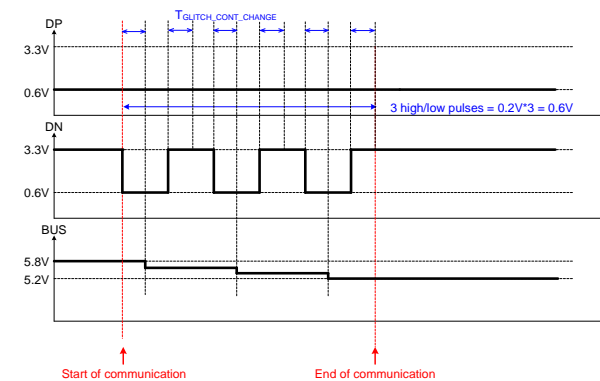 DP
T_GLITCH_CONT_CHANGE
3.3V
0.6V
3 high/low pulses = 0.2V*3 = 0.6V
DN
3.3V
0.6V
BUS
5.8V
5.2V
Start of communication
End of communication